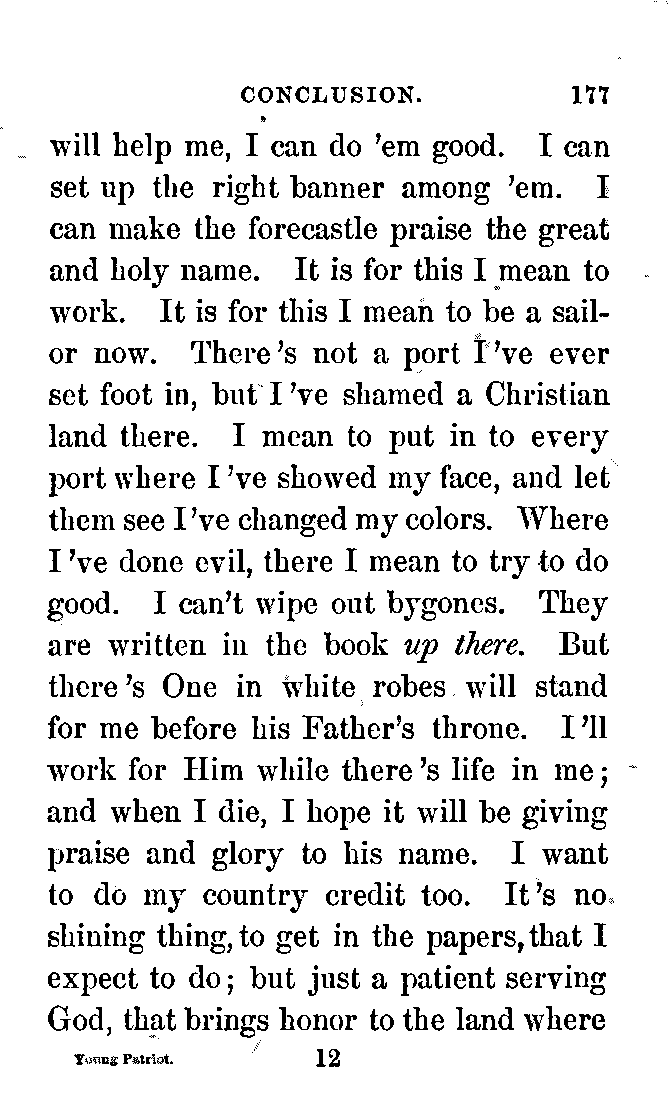 CONCLUSION. 177
will help me, I can do 'em good. I can
set up the right banner among 'em. I
can make the forecastle praise the great
and holy name. It is for this I mean to
work. It is for this I mean to be a sail-
or now. There's not a port I've ever
set foot in, but I've shamed a Christian
land there. I mean to put in to every
port where I've showed my face, and let
them see I've changed my colors. Where
I've done evil, there I mean to try to do
good. I can't wipe out bygones. They
are written in the book up there. But
there's One in white robes will stand
for me before his Father's throne. I'll
work for Him while there's life in me;
and when I die, I hope it will be giving
praise and glory to his name. I want
to do my country credit too. It's no
shining thing, to get in the papers, that I
expect to do; but just a patient serving
God, that brings honor to the land where
Young Patriot. 12